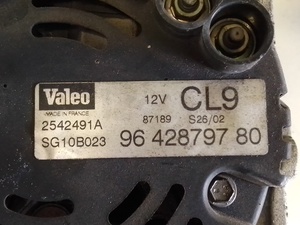 Valeo 12V CL9
MADE IN FRANCE 87189 S26/02
2542491A
SG10B023 96 428797 80